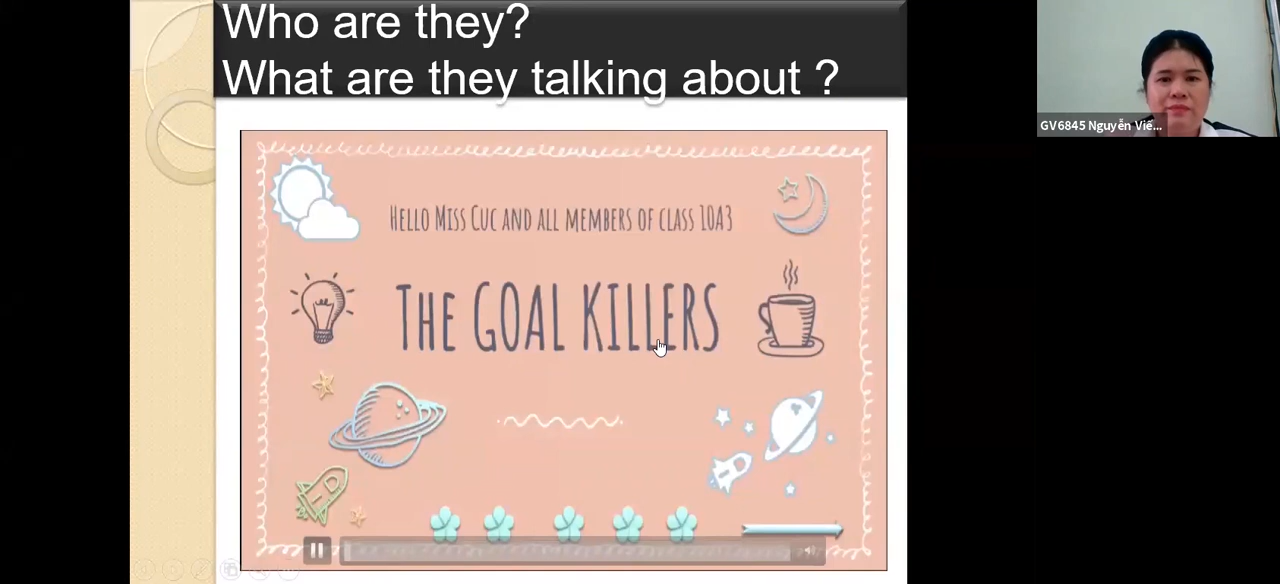 Who are they?
What are they talking about ?
GV6845 Nguyễn Viế...
HELLO MISS CUC AND ALL MEMBERS OF CLASS 10A3
THE GOAL KILLERS